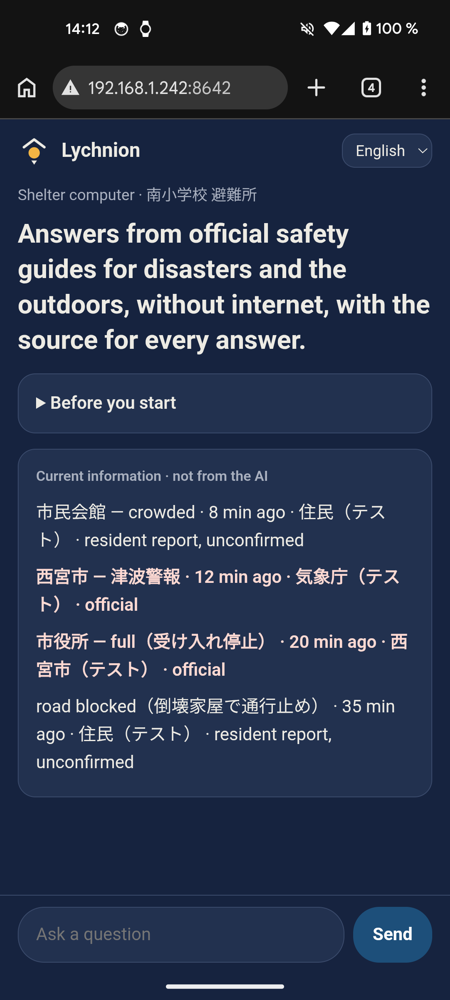 14:12
100 %
192.168.1.242:8642
4
Lychnion
English
Shelter computer · 南小学校 避難所
Answers from official safety
guides for disasters and the
outdoors, without internet, with the
source for every answer.
Before you start
Current information · not from the AI
市民会館 — crowded · 8 min ago · 住民（テス
ト） · resident report, unconfirmed
西宮市 — 津波警報 · 12 min ago · 気象庁（テス
ト） · official
市役所 — full（受け入れ停止） · 20 min ago · 西
宮市（テスト） · official
road blocked（倒壊家屋で通行止め） · 35 min
ago · 住民（テスト） · resident report,
unconfirmed
Ask a question
Send